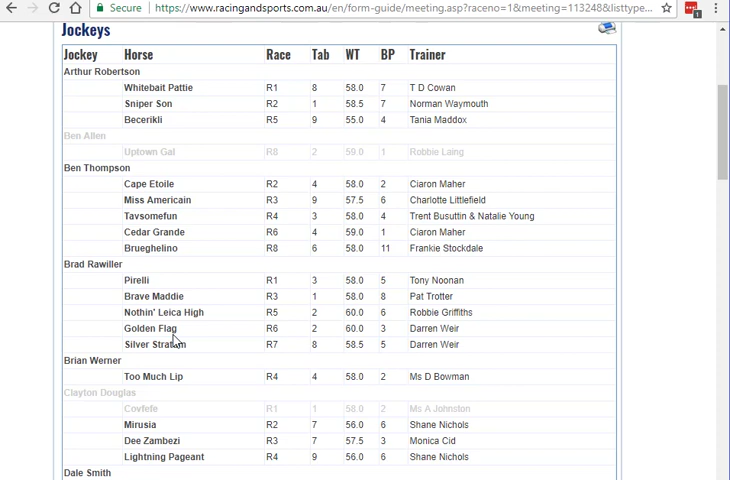 Secure https://www.racingandsports.com.au/en/form-guide/meeting.asp?raceno=1&meeting=113248&listtype...
Jockeys
Jockey Horse Race Tab WT BP Trainer
Arthur Robertson
Whitebait Pattie R1 8 58.0 7 T D Cowan
Sniper Son R2 1 58.5 7 Norman Waymouth
Becerikli R5 9 55.0 4 Tania Maddox
Ben Allen
Uptown Gal R8 2 59.0 1 Robbie Laing
Ben Thompson
Cape Etoile R2 4 58.0 2 Ciaron Maher
Miss Americain R3 9 57.5 6 Charlotte Littlefield
Tavsomefun R4 3 58.0 4 Trent Busuttin & Natalie Young
Cedar Grande R6 4 59.0 1 Ciaron Maher
Brueghelino R8 6 58.0 11 Frankie Stockdale
Brad Rawiller
Pirelli R1 3 58.0 5 Tony Noonan
Brave Maddie R3 1 58.0 8 Pat Trotter
Nothin' Leica High R5 2 60.0 6 Robbie Griffiths
Golden Flag R6 2 60.0 3 Darren Weir
Silver Stratum R7 8 58.5 5 Darren Weir
Brian Werner
Too Much Lip R4 4 58.0 2 Ms D Bowman
Clayton Douglas
Covfefe R1 1 58.0 2 Ms A Johnston
Mirusia R2 7 56.0 6 Shane Nichols
Dee Zambezi R3 7 57.5 3 Monica Cid
Lightning Pageant R4 9 56.0 6 Shane Nichols
Dale Smith